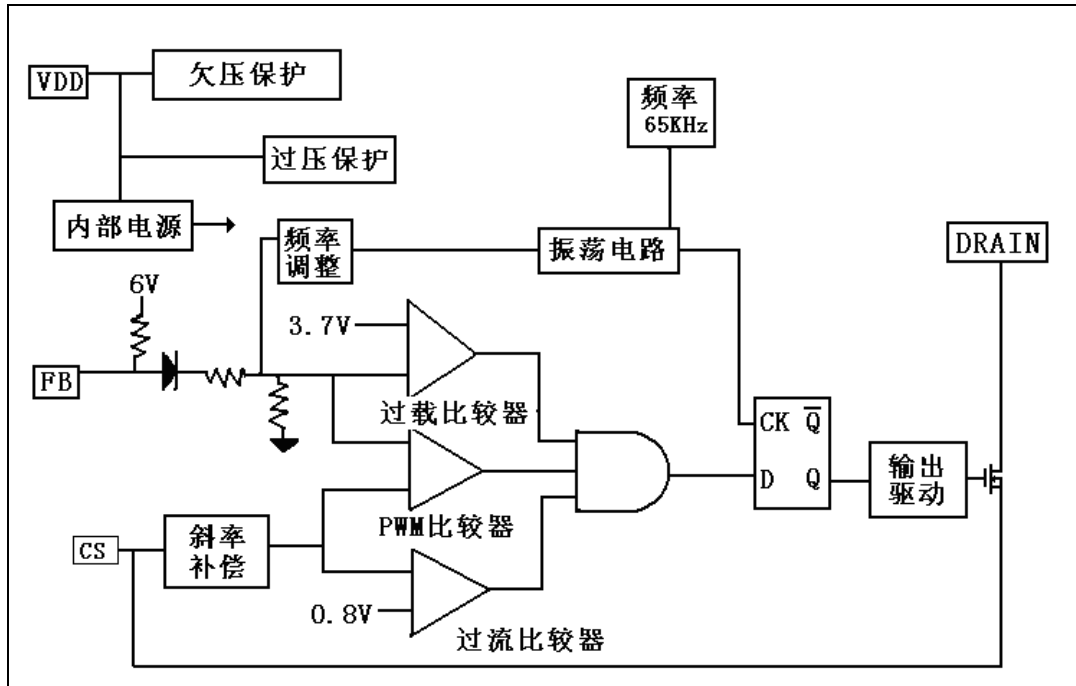 VDD
欠压保护
过压保护
内部电源
频率
65KHz
频率
调整
振荡电路
DRAIN
6V
3.7V
FB
过载比较器
CK Q̅
D Q
输出
驱动
PWM比较器
CS
斜率
补偿
0.8V
过流比较器